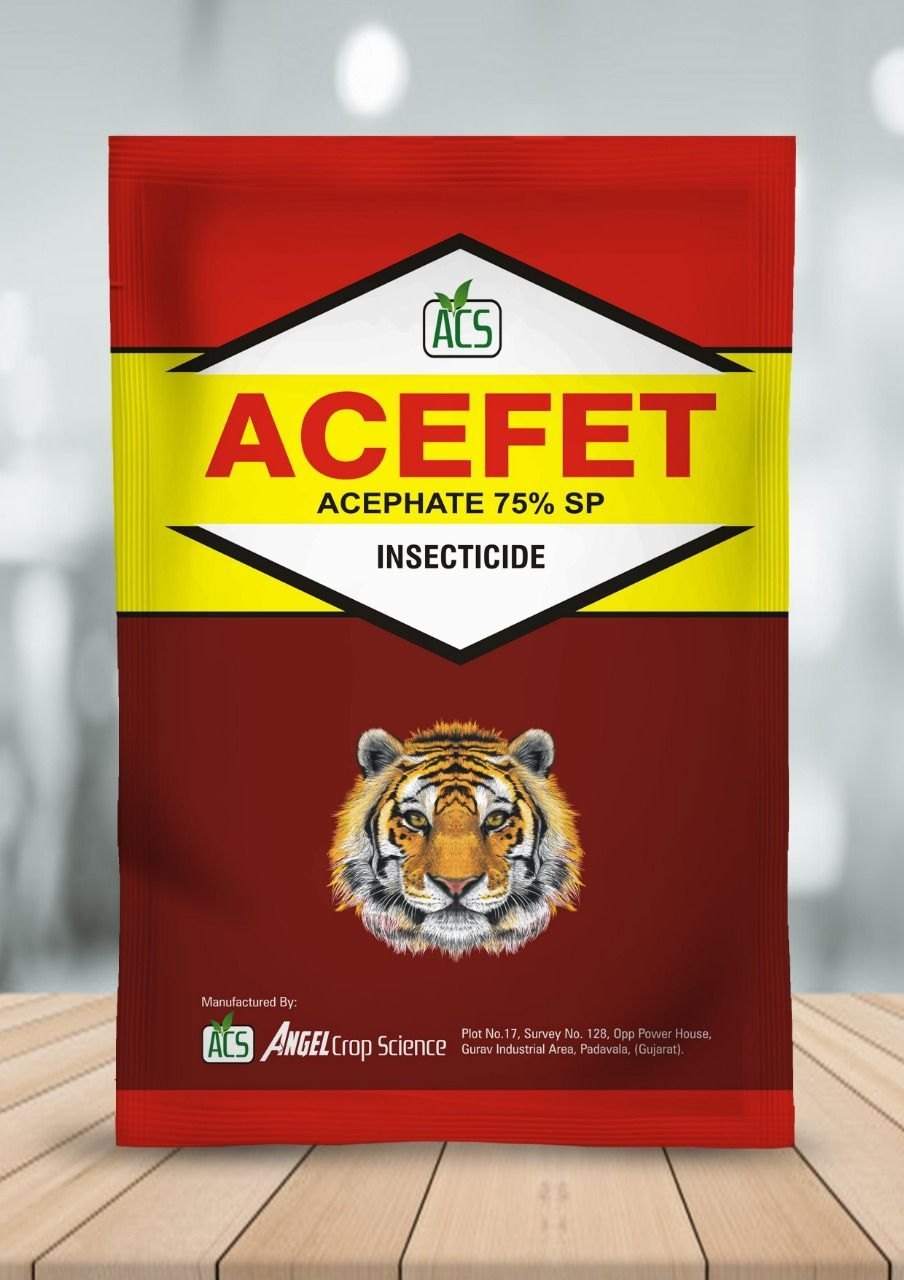 ACS
ACEFET
ACEPHATE 75% SP
INSECTICIDE
Manufactured By:
ACS ANGEL Crop Science
Plot No.17, Survey No. 128, Opp Power House,
Gurav Industrial Area, Padavala, (Gujarat).